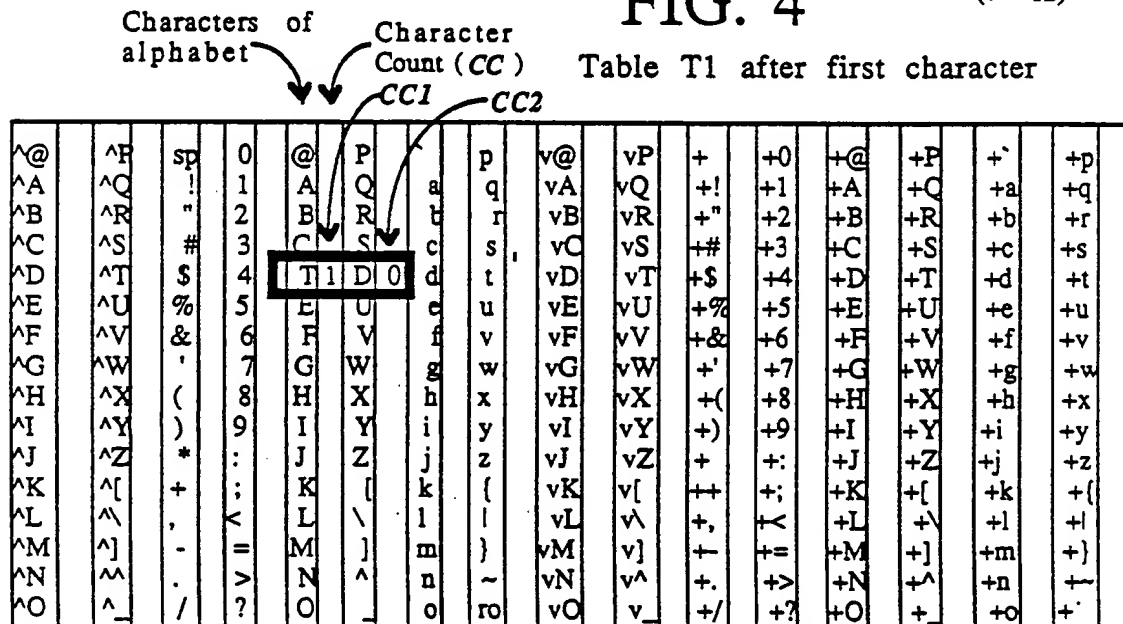 FIG. 4
Characters of alphabet
Character Count (CC)
Table T1 after first character
CC1 CC2
^@ ^P sp 0 @ P ` p v@ vP + +0 +@ +P +` +p
^A ^Q ! 1 A Q a q vA vQ +! +1 +A +Q +a +q
^B ^R " 2 B R b r vB vR +" +2 +B +R +b +r
^C ^S # 3 C S c s vC vS +# +3 +C +S +c +s
^D ^T $ 4 T 1 D 0 d t vD vT +$ +4 +D +T +d +t
^E ^U % 5 E U e u vE vU +% +5 +E +U +e +u
^F ^V & 6 F V f v vF vV +& +6 +F +V +f +v
^G ^W ' 7 G W g w vG vW +' +7 +G +W +g +w
^H ^X ( 8 H X h x vH vX +( +8 +H +X +h +x
^I ^Y ) 9 I Y i y vI vY +) +9 +I +Y +i +y
^J ^Z * : J Z j z vJ vZ + +: +J +Z +j +z
^K ^[ + ; K [ k { vK v[ ++ +; +K +[ +k +{
^L ^\ , < L \ l | vL v\ +, +< +L +\ +l +|
^M ^] - = M ] m } vM v] +- += +M +] +m +}
^N ^^ . > N ^ n ~ vN v^ +. +> +N +^ +n +~
^O ^_ / ? O _ o ro vO v_ +/ +? +O +_ +o +`